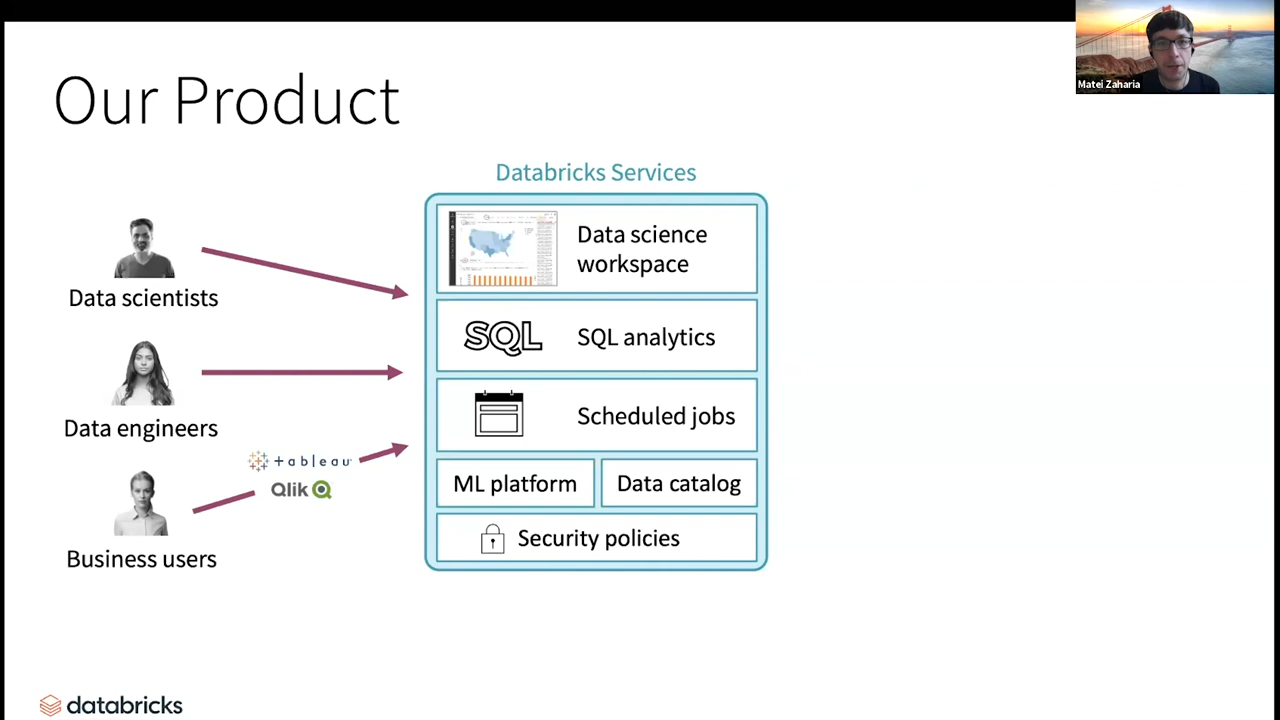 Matei Zaharia
Our Product
Databricks Services
Data scientists
Data engineers
Business users
+ableau
Qlik
Data science
workspace
SQL
SQL analytics
Scheduled jobs
ML platform
Data catalog
Security policies
databricks